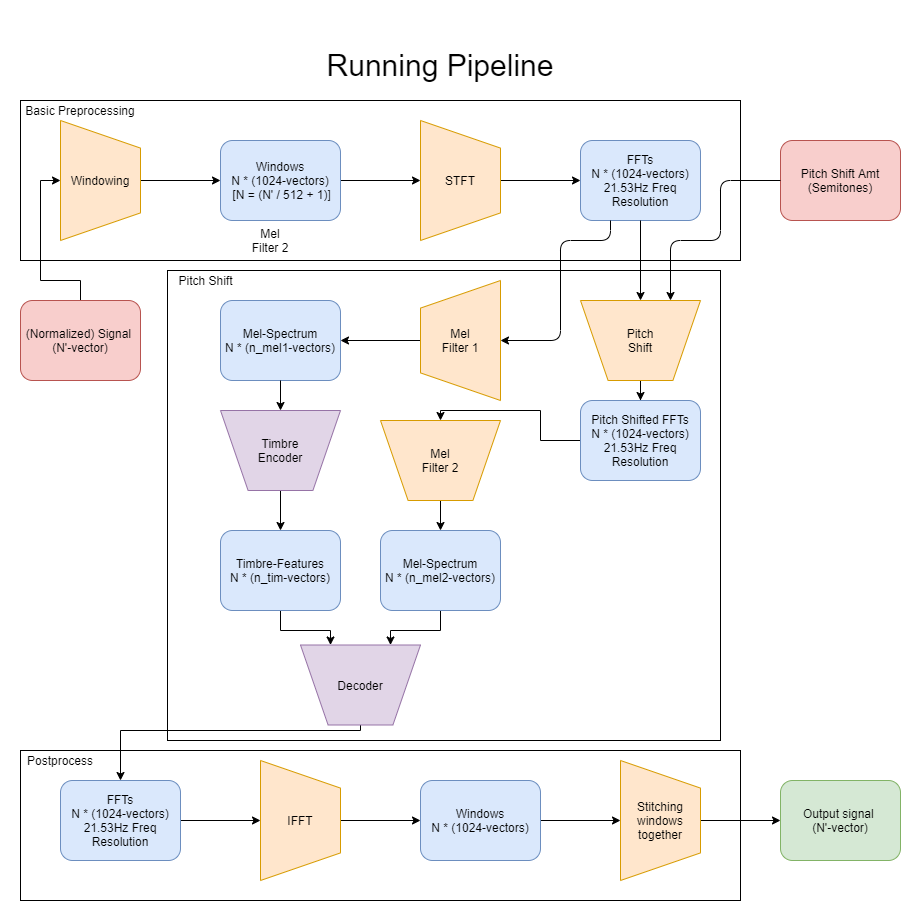 Running Pipeline
Basic Preprocessing
Windowing
Windows
N * (1024-vectors)
[N = (N' / 512 + 1)]
STFT
FFTs
N * (1024-vectors)
21.53Hz Freq
Resolution
Pitch Shift Amt
(Semitones)
Mel
Filter 2
(Normalized) Signal
(N'-vector)
Pitch Shift
Mel-Spectrum
N * (n_mel1-vectors)
Mel
Filter 1
Pitch
Shift
Timbre
Encoder
Mel
Filter 2
Pitch Shifted FFTs
N * (1024-vectors)
21.53Hz Freq
Resolution
Timbre-Features
N * (n_tim-vectors)
Mel-Spectrum
N * (n_mel2-vectors)
Decoder
Postprocess
FFTs
N * (1024-vectors)
21.53Hz Freq
Resolution
IFFT
Windows
N * (1024-vectors)
Stitching
windows
together
Output signal
(N'-vector)